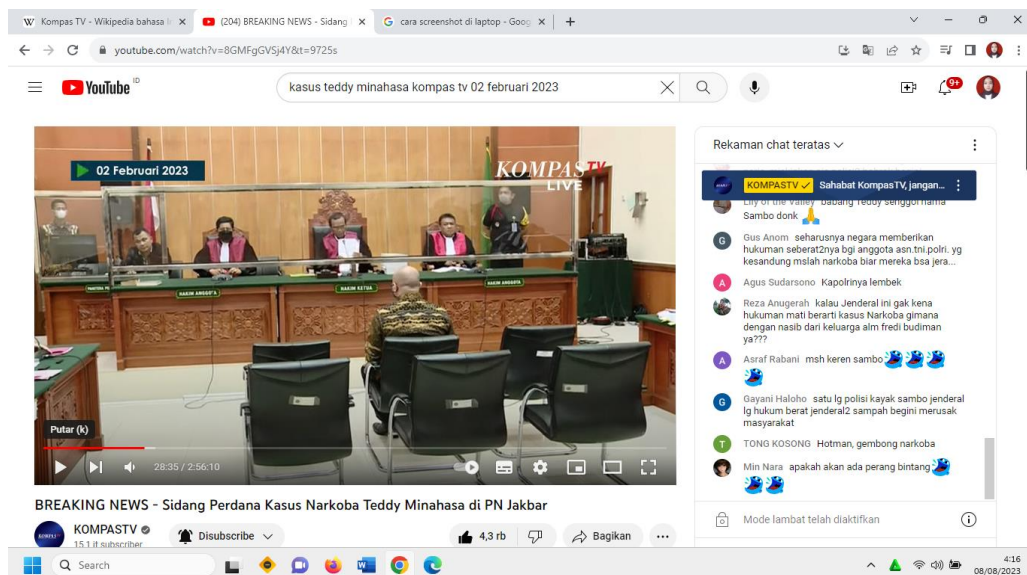 Kompas TV - Wikipedia bahasa I
(204) BREAKING NEWS - Sidang
cara screenshot di laptop - Goog
youtube.com/watch?v=8GMFgGVSj4Y&t=9725s
YouTube ID
kasus teddy minahasa kompas tv 02 februari 2023
9+
02 Februari 2023
KOMPASTV
LIVE
HAKIM ANGGOTA
HAKIM KETUA
HAKIM ANGGOTA
Putar (k)
28:35 / 2:56:10
BREAKING NEWS - Sidang Perdana Kasus Narkoba Teddy Minahasa di PN Jakbar
KOMPASTV
15,1 jt subscriber
Disubscribe
4,3 rb
Bagikan
Rekaman chat teratas
KOMPASTV Sahabat KompasTV, jangan...
Lily of the Valley babang Teddy senggol nama
Sambo donk
G Gus Anom seharusnya negara memberikan
hukuman seberat2nya bgi anggota asn.tni.polri. yg
kesandung mslah narkoba biar mereka bsa jera...
A Agus Sudarsono Kapolrinya lembek
Reza Anugerah kalau Jenderal ini gak kena
hukuman mati berarti kasus Narkoba gimana
dengan nasib dari keluarga alm fredi budiman
ya???
A Asraf Rabani msh keren sambo
G Gayani Haloho satu lg polisi kayak sambo jenderal
lg hukum berat jenderal2 sampah begini merusak
masyarakat
T TONG KOSONG Hotman, gembong narkoba
Min Nara apakah akan ada perang bintang
Mode lambat telah diaktifkan
Search
4:16
08/08/2023